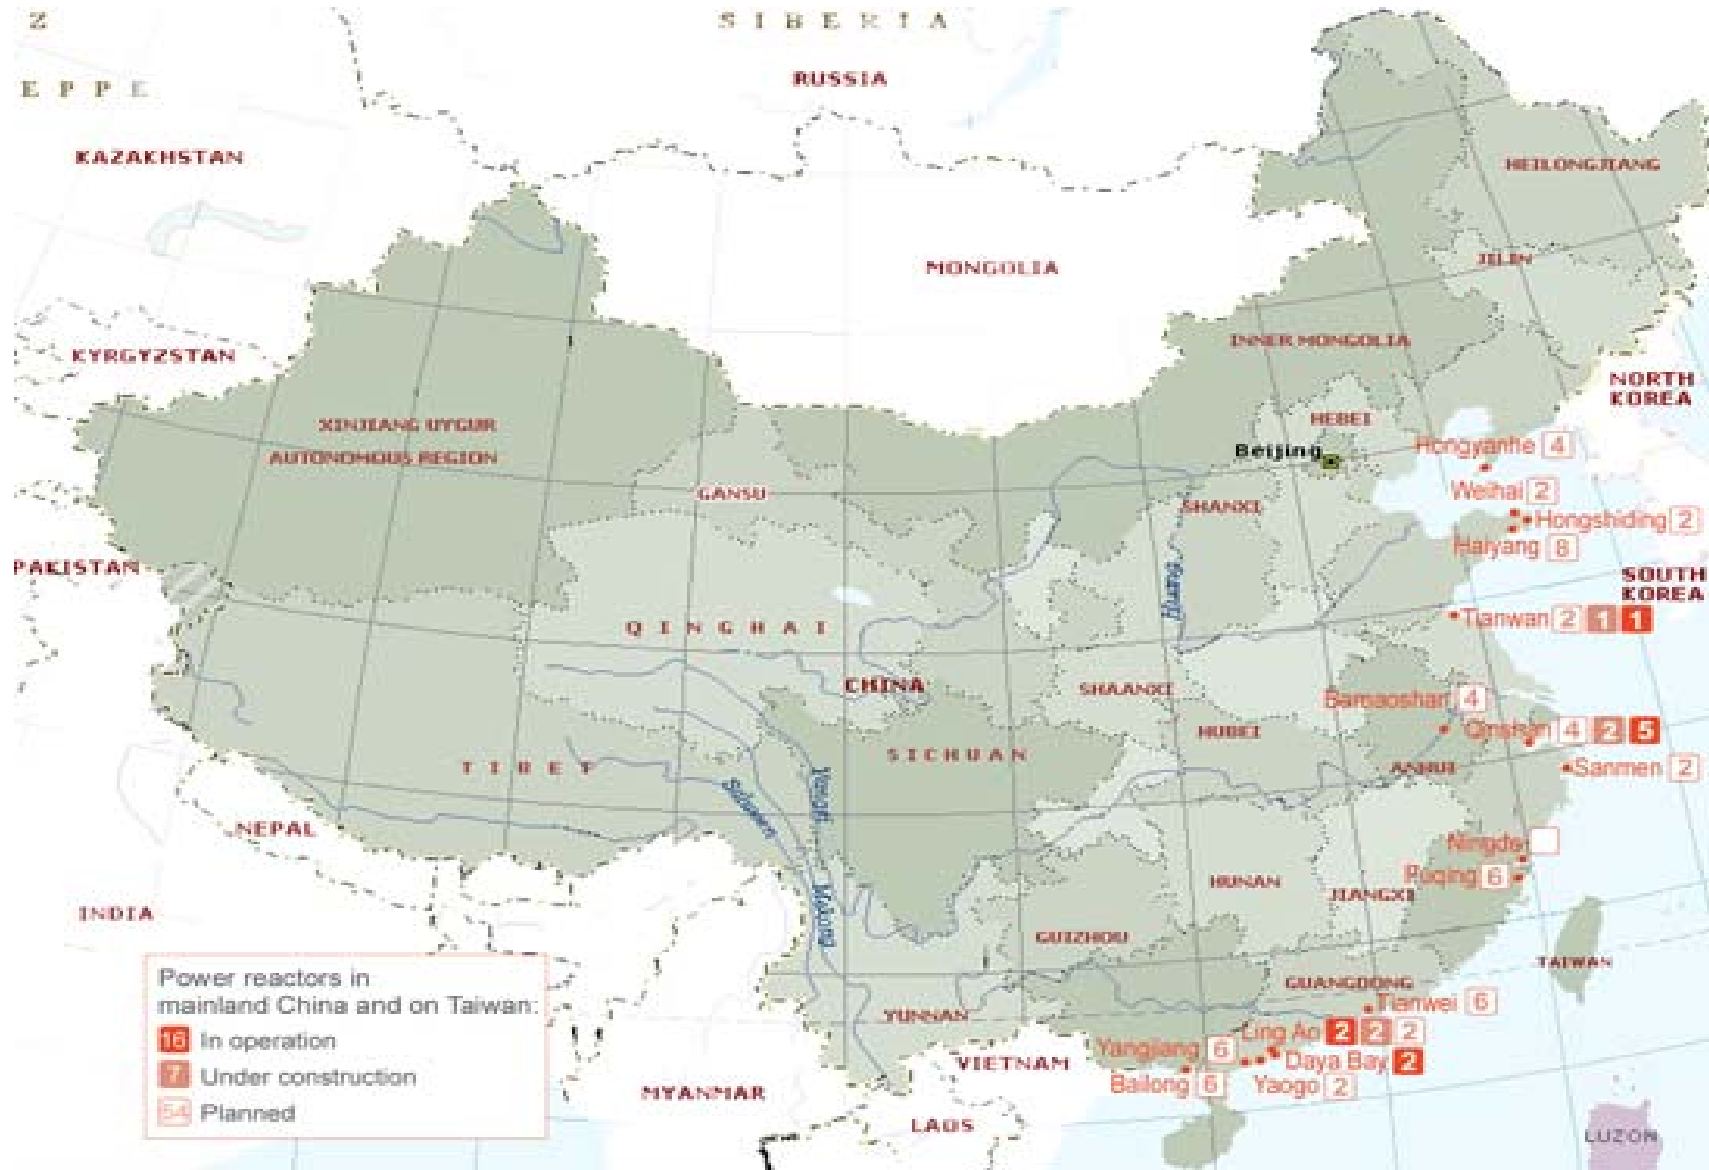 Z
SIBERIA
EPPE
RUSSIA
KAZAKHSTAN
HEILONGJIANG
MONGOLIA
JILIN
INNER MONGOLIA
KYRGYZSTAN
NORTH
KOREA
XINJIANG UYGUR
AUTONOMOUS REGION
HEBEI
Beijing
Hongyanhe 4
GANSU
SHANXI
Weihai 2
Hongshiding 2
Haiyang 8
PAKISTAN
SOUTH
KOREA
Huang
QINGHAI
Tianwan 2 1 1
CHINA
SHAANXI
Bamaoshan 4
HUBEI
Qinshan 4 2 5
SICHUAN
TIBET
ANHUI
Sanmen 2
Salween
Mekong
NEPAL
Ningde
Fuqing 6
HUNAN
JIANGXI
INDIA
GUIZHOU
TAIWAN
GUANGDONG
Tianwei 6
YUNNAN
Ling Ao 2 2 2
Yangjiang 6
Daya Bay 2
Bailong 6
Yaogo 2
VIETNAM
MYANMAR
LAOS
LUZON
Power reactors in
mainland China and on Taiwan:
16 In operation
7 Under construction
54 Planned